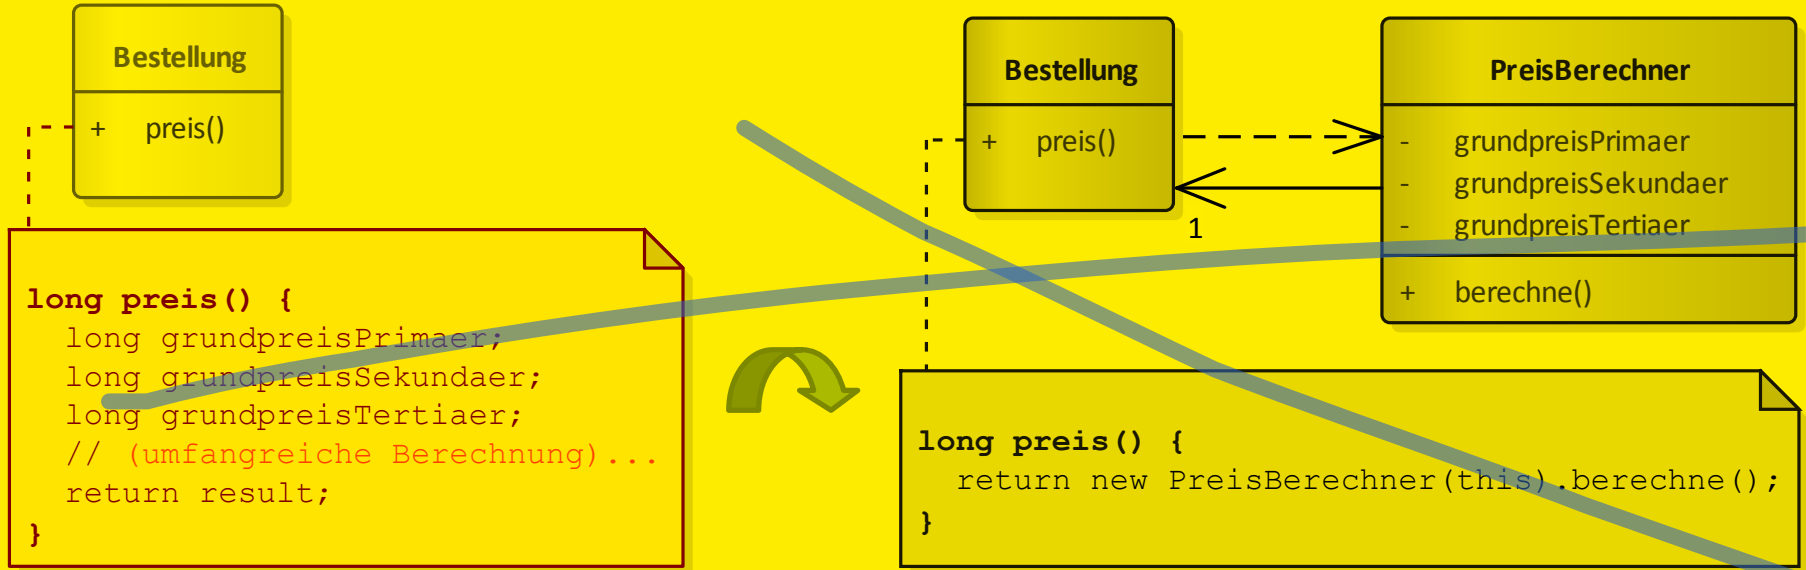 Bestellung
+ preis()
long preis() {
long grundpreisPrimaer;
long grundpreisSekundaer;
long grundpreisTertiaer;
// (umfangreiche Berechnung)...
return result;
}
Bestellung
+ preis()
1
PreisBerechner
- grundpreisPrimaer
- grundpreisSekundaer
- grundpreisTertiaer
+ berechne()
long preis() {
return new PreisBerechner(this).berechne();
}